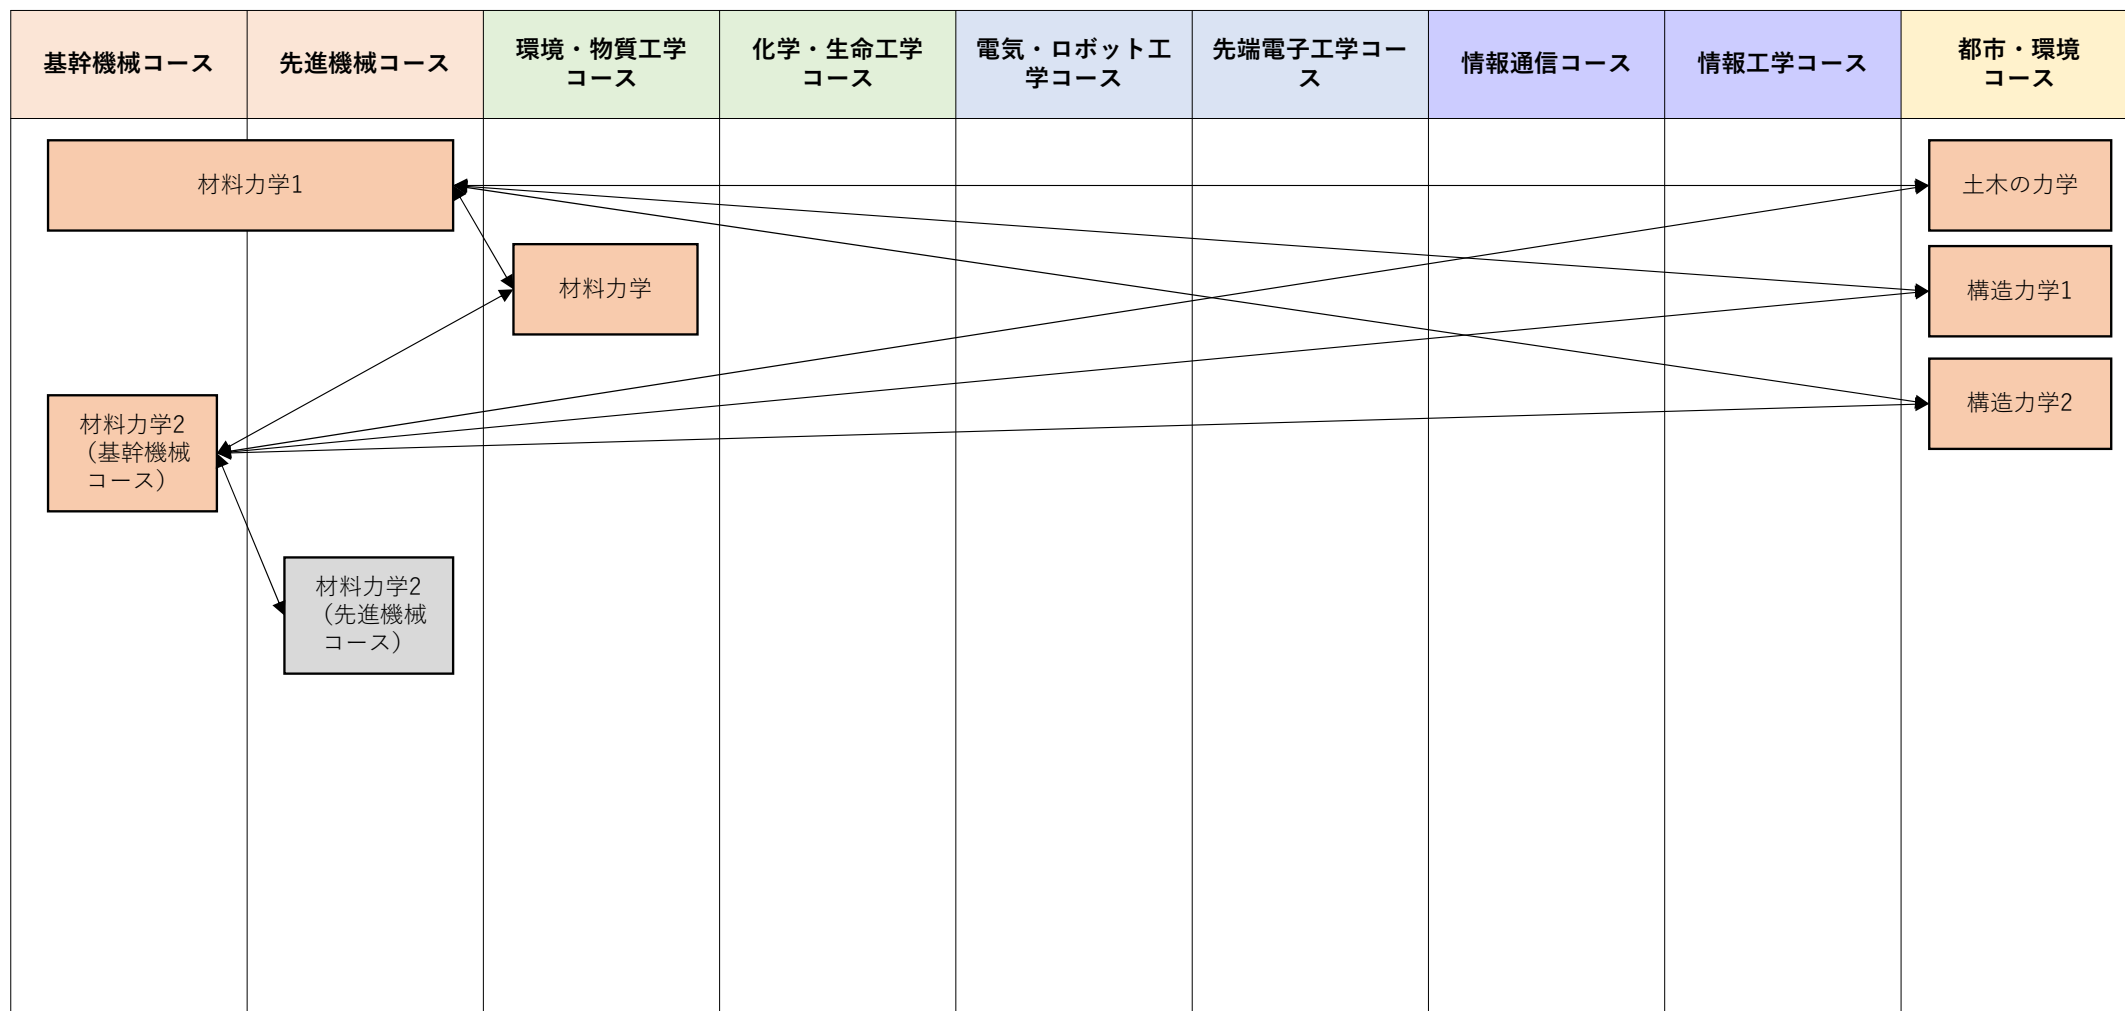 基幹機械コース
先進機械コース
環境・物質工学
コース
化学・生命工学
コース
電気・ロボット工
学コース
先端電子工学コー
ス
情報通信コース
情報工学コース
都市・環境
コース
材料力学1
土木の力学
材料力学
構造力学1
構造力学2
材料力学2
（基幹機械
コース）
材料力学2
（先進機械
コース）